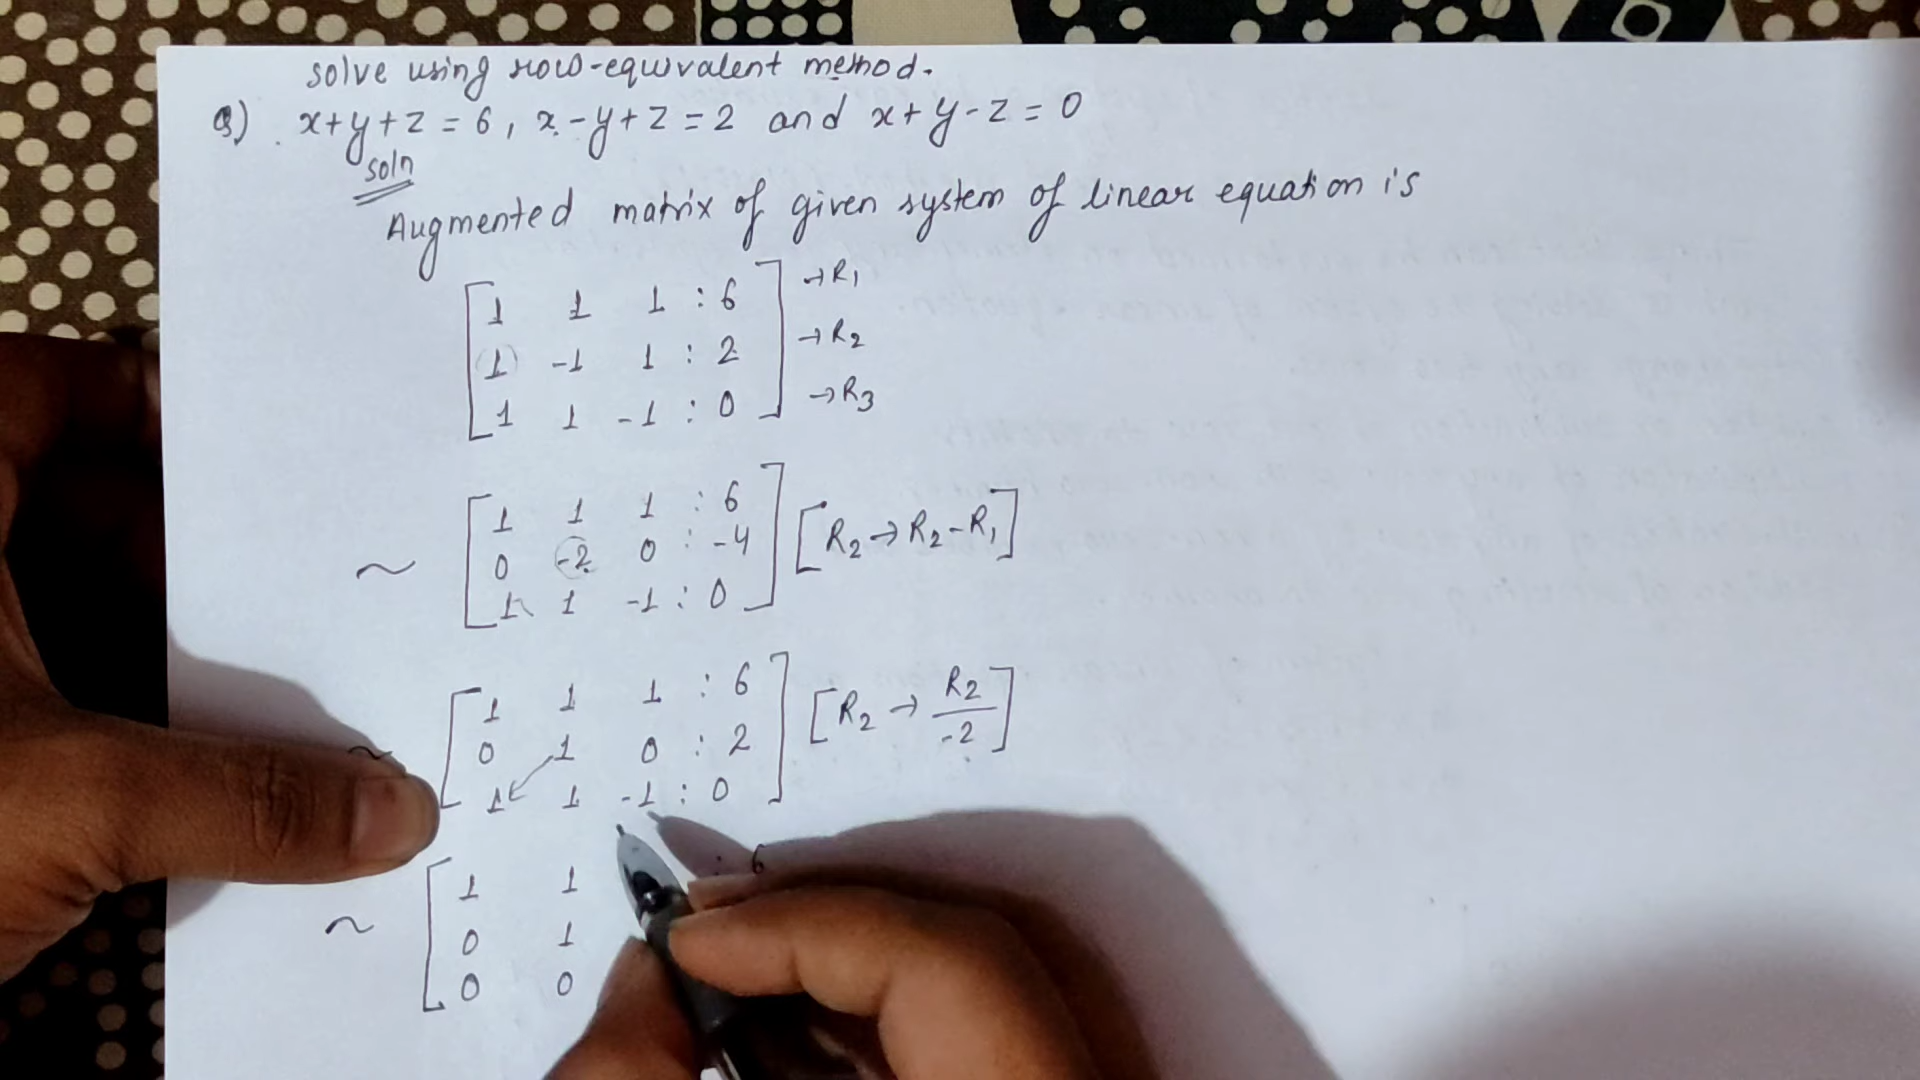 solve using row-equivalent method.
Q) x+y+z = 6, x-y+z = 2 and x+y-z = 0
soln
Augmented matrix of given system of linear equation is
[1 1 1 : 6] → R1
[1 -1 1 : 2] → R2
[1 1 -1 : 0] → R3
~ [1 1 1 : 6]
[0 -2 0 : -4] [R2 → R2 - R1]
[1 1 -1 : 0]
~ [1 1 1 : 6]
[0 1 0 : 2] [R2 → R2/-2]
[1 1 -1 : 0]
~ [1 1 : 6
0 1
0 0